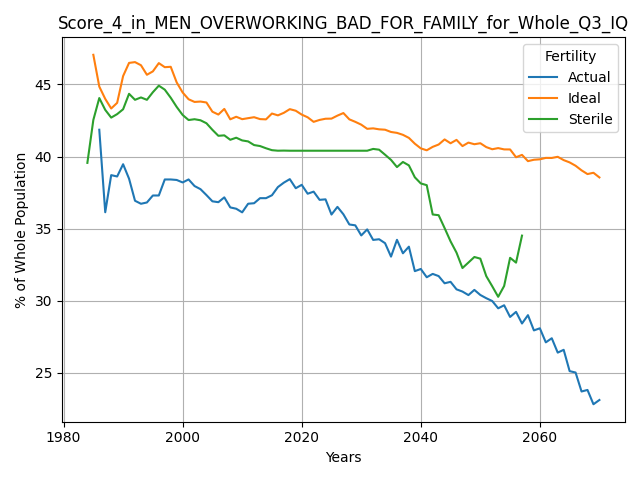 Score_4_in_MEN_OVERWORKING_BAD_FOR_FAMILY_for_Whole_Q3_IQ
Fertility
Actual
Ideal
Sterile
% of Whole Population
45
40
35
30
25
1980
2000
2020
2040
2060
Years